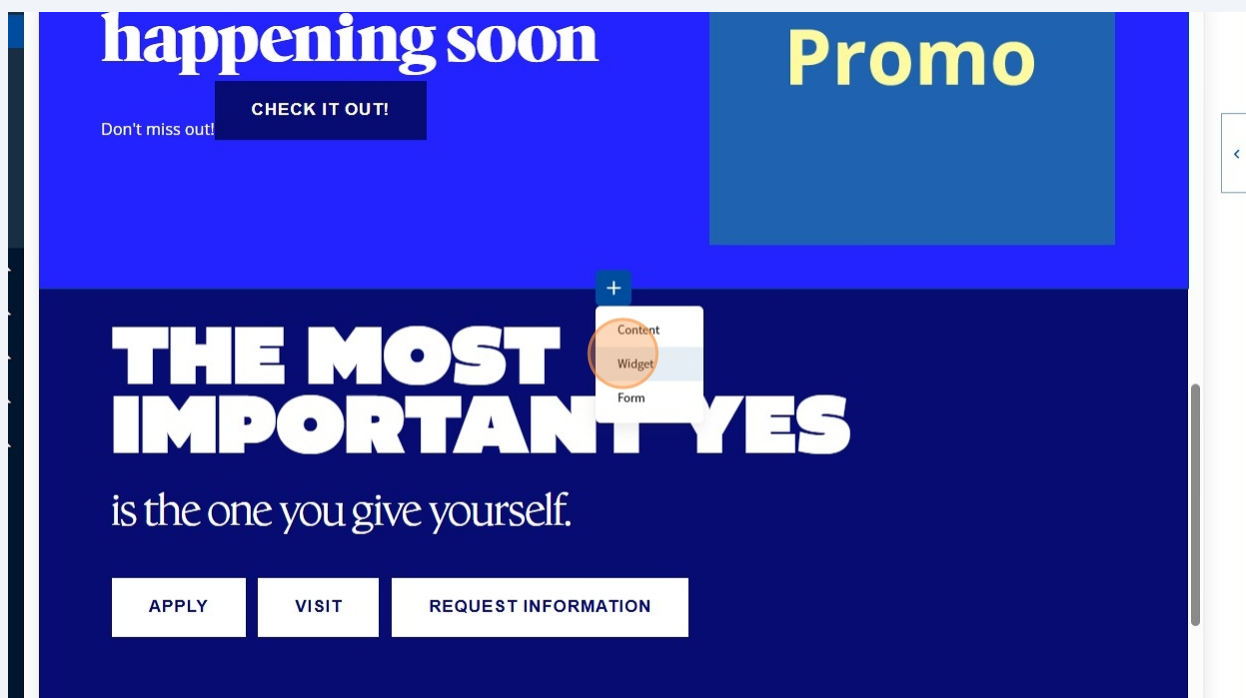 happening soon
Promo
CHECK IT OUT!
Don't miss out!
Content
THE MOST
Widget
Form
IMPORTANT YES
is the one you give yourself.
APPLY VISIT REQUEST INFORMATION